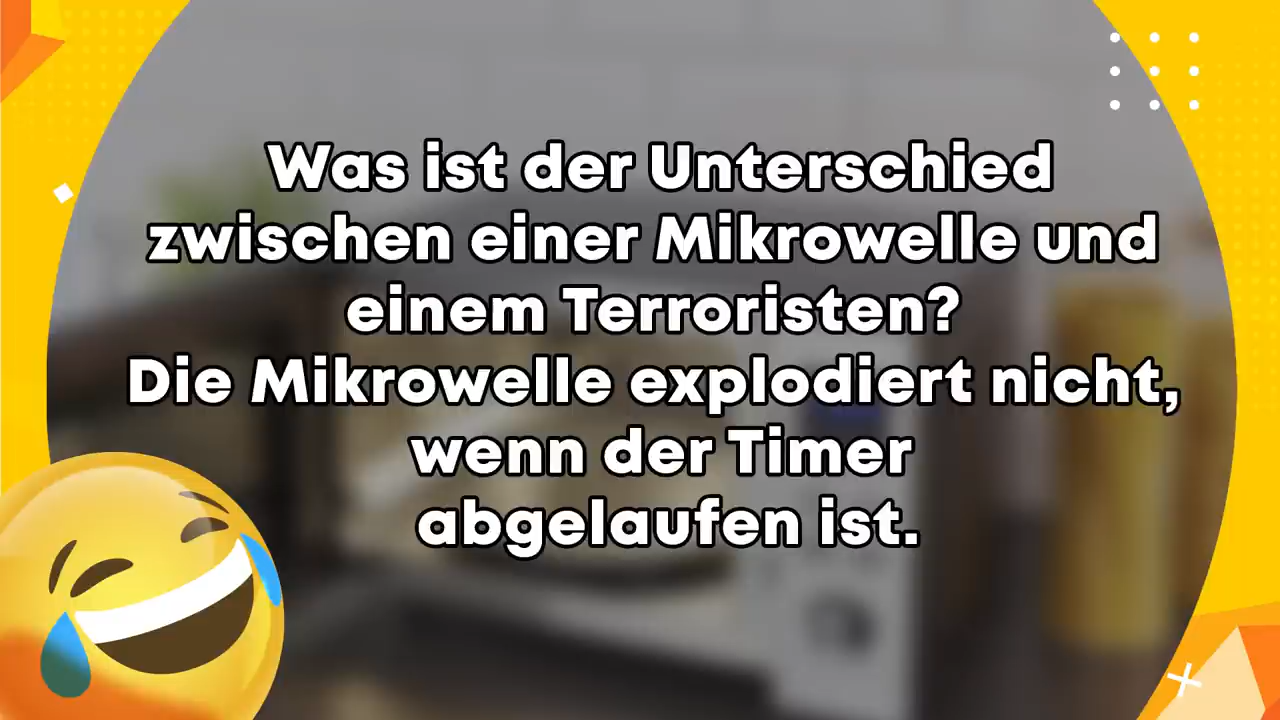 Was ist der Unterschied
zwischen einer Mikrowelle und
einem Terroristen?
Die Mikrowelle explodiert nicht,
wenn der Timer
abgelaufen ist.